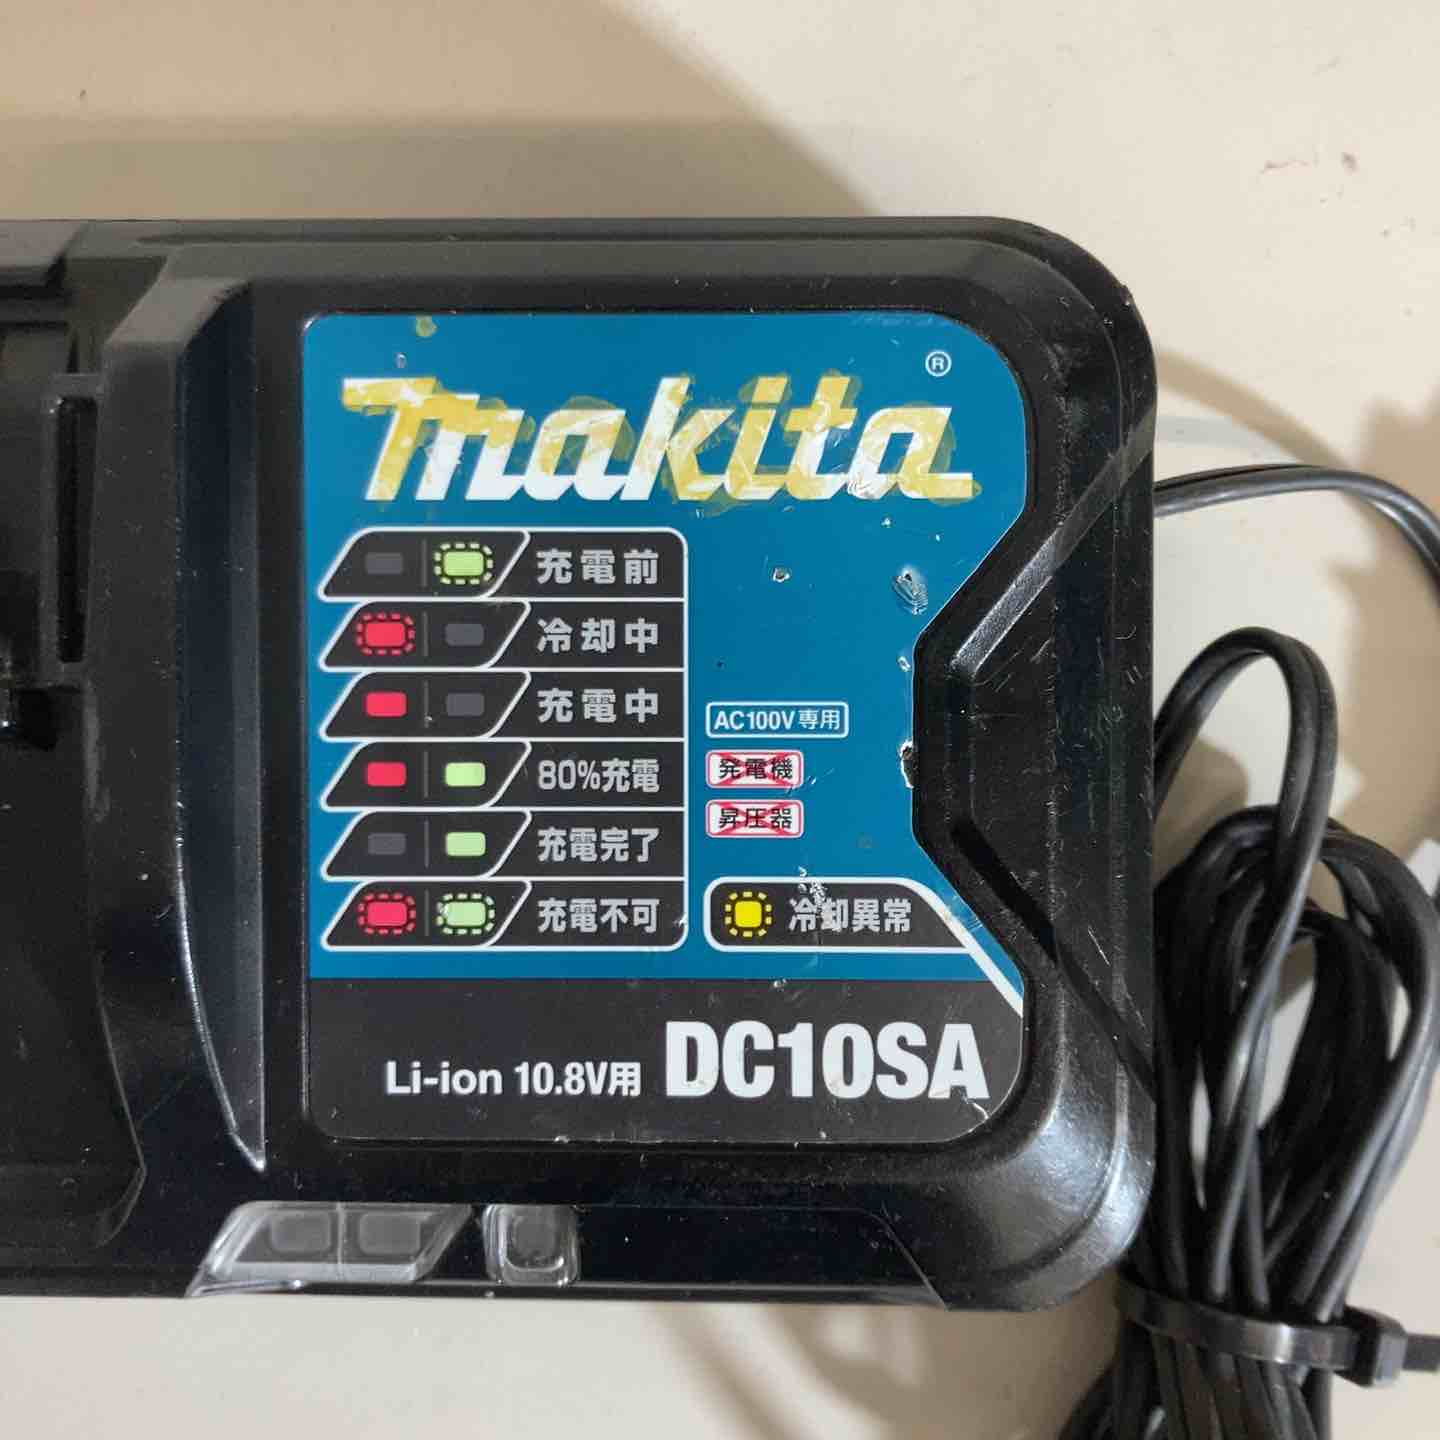 makita®
充電前
冷却中
充電中
80%充電
充電完了
充電不可
AC100V専用
発電機
昇圧器
冷却異常
Li-ion 10.8V用 DC10SA